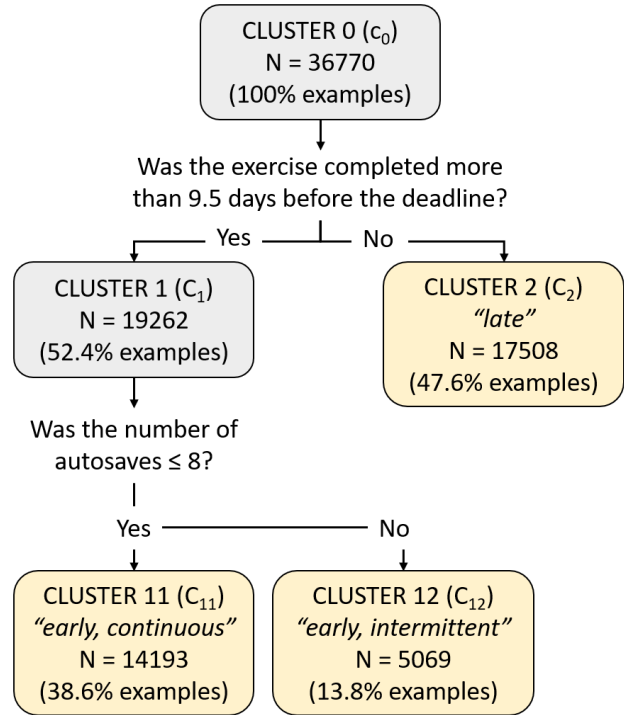 CLUSTER 0 (c₀)
N = 36770
(100% examples)
Was the exercise completed more
than 9.5 days before the deadline?
Yes
No
CLUSTER 1 (C₁)
N = 19262
(52.4% examples)
CLUSTER 2 (C₂)
“late”
N = 17508
(47.6% examples)
Was the number of
autosaves ≤ 8?
Yes
No
CLUSTER 11 (C₁₁)
“early, continuous”
N = 14193
(38.6% examples)
CLUSTER 12 (C₁₂)
“early, intermittent”
N = 5069
(13.8% examples)